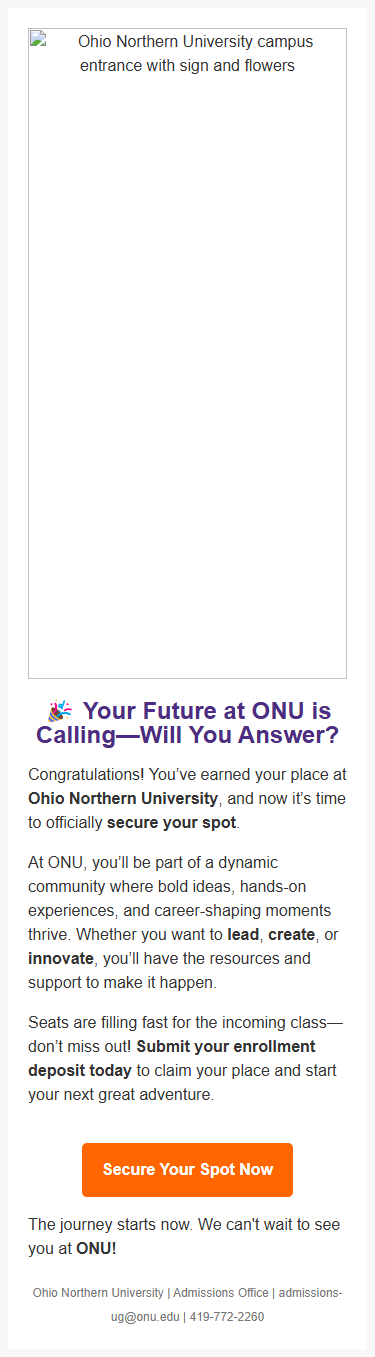 Ohio Northern University campus
entrance with sign and flowers
🎉 Your Future at ONU is
Calling—Will You Answer?
Congratulations! You’ve earned your place at
Ohio Northern University, and now it’s time
to officially secure your spot.
At ONU, you’ll be part of a dynamic
community where bold ideas, hands-on
experiences, and career-shaping moments
thrive. Whether you want to lead, create, or
innovate, you’ll have the resources and
support to make it happen.
Seats are filling fast for the incoming class—
don’t miss out! Submit your enrollment
deposit today to claim your place and start
your next great adventure.
Secure Your Spot Now
The journey starts now. We can't wait to see
you at ONU!
Ohio Northern University | Admissions Office | admissions-
ug@onu.edu | 419-772-2260